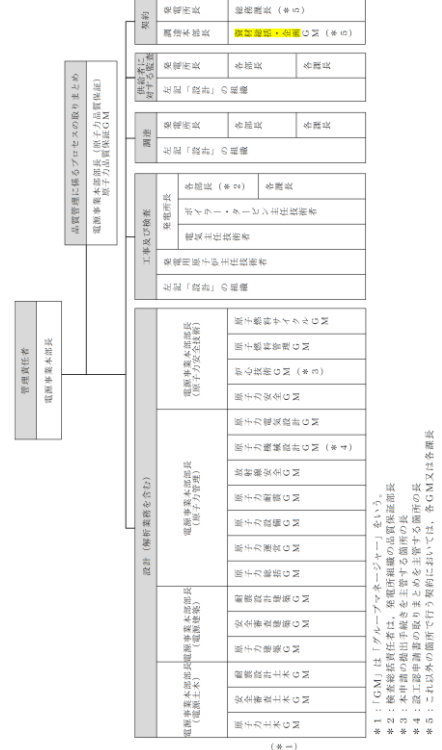 管理責任者
電源事業本部長
品質管理に係るプロセスの取りまとめ
電源事業本部部長（原子力品質保証）
原子力品質保証GM
設計（解析業務を含む）
電源事業本部部長
（電源土木）
原子力土木GM
安全審査土木GM
耐震設計土木GM
電源事業本部部長
（電源建築）
原子力建築GM
安全審査建築GM
耐震設計建築GM
電源事業本部部長
（原子力管理）
原子力総括GM
原子力運営GM
原子力設備GM
原子力耐震GM
放射線安全GM
原子力機械設計GM（＊4）
原子力電気設計GM
電源事業本部部長
（原子力安全技術）
原子力安全GM
炉心技術GM（＊3）
原子燃料管理GM
原子燃料サイクルGM
（＊1）
工事及び検査
左記「設計」の組織
発電用原子炉主任技術者
発電所長
電気主任技術者
ボイラー・タービン主任技術者
各部長（＊2）
各課長
調達
左記「設計」の組織
発電所長
各部長
各課長
供給者に
対する監査
左記「設計」の組織
発電所長
各部長
各課長
契約
調達本部長
資材総括・企画GM（＊5）
発電所長
総務課長（＊5）
＊1：「GM」は「グループマネージャー」をいう。
＊2：検査総括責任者は，発電所組織の品質保証部長
＊3：本申請の提出手続きを主管する箇所の長
＊4：設工認申請書の取りまとめを主管する箇所の長
＊5：これ以外の箇所で行う契約においては，各GM又は各課長